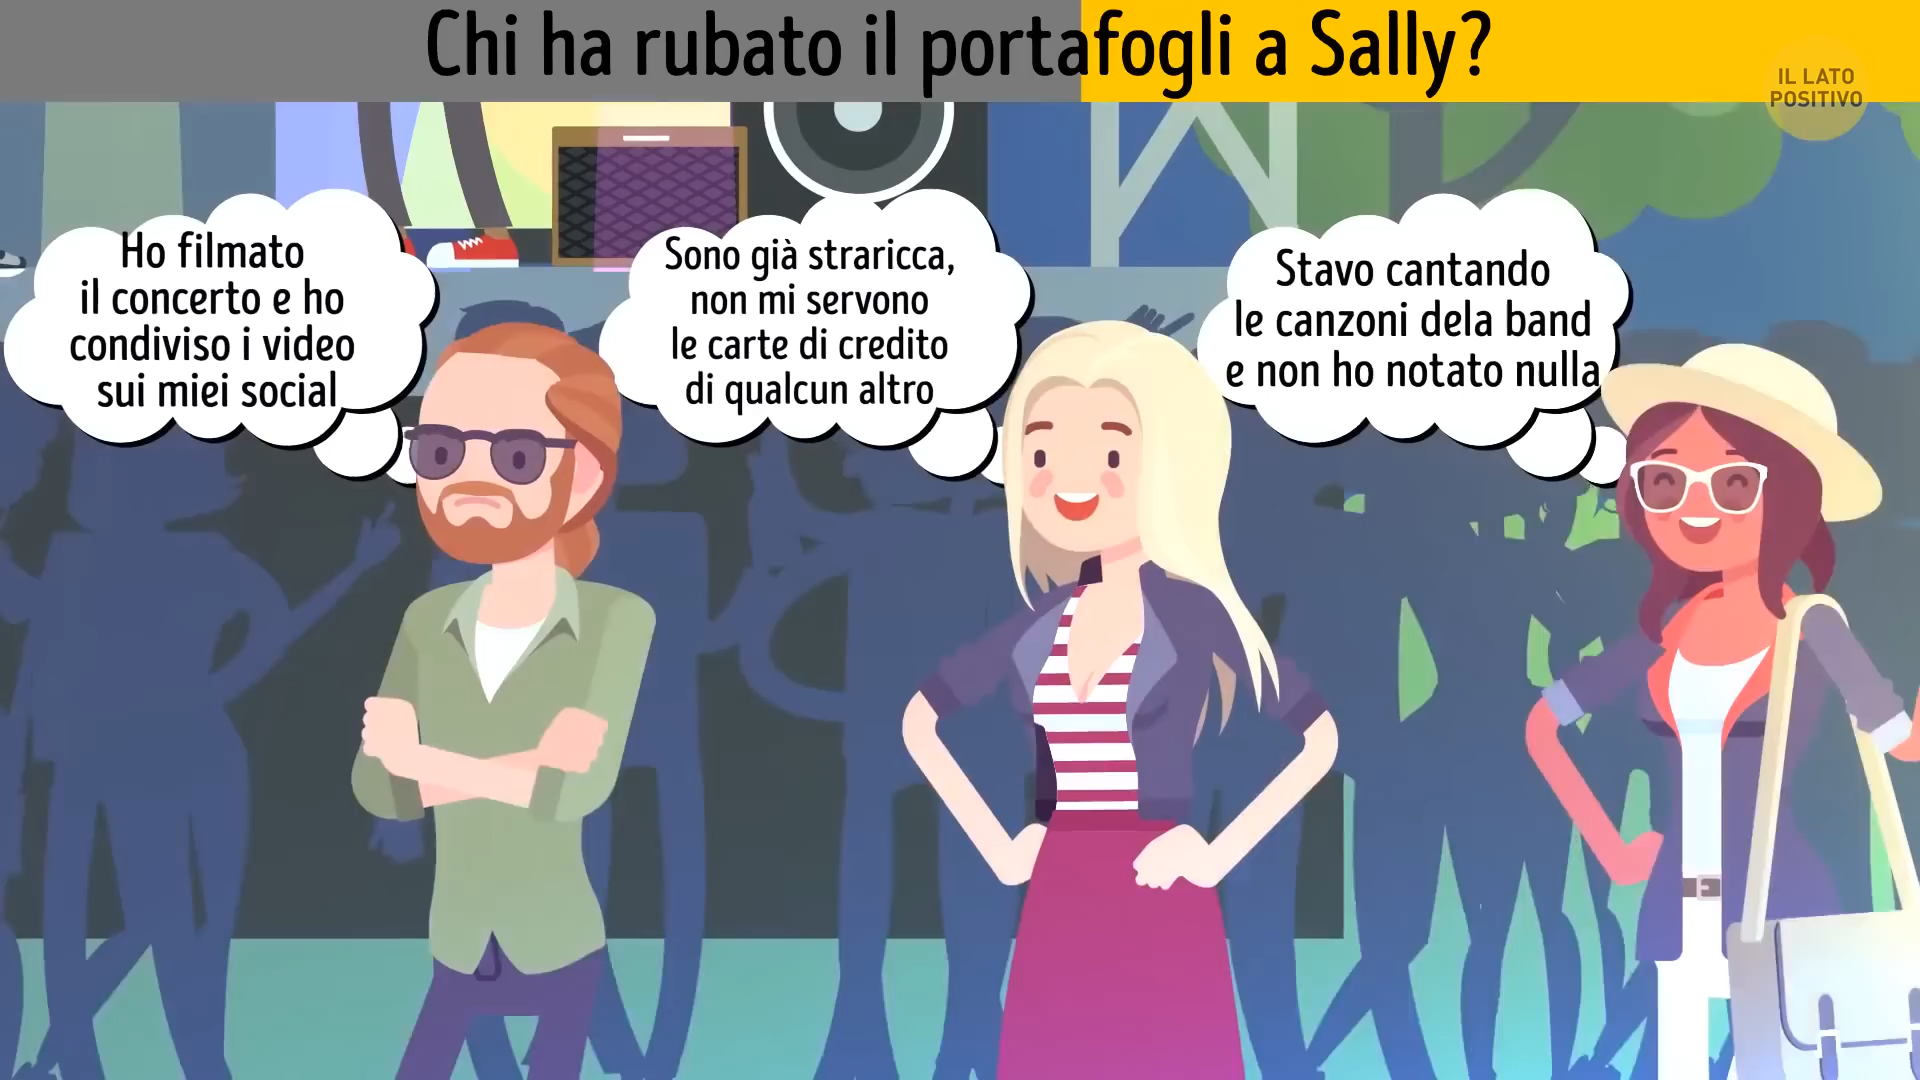 Chi ha rubato il portafogli a Sally?
IL LATO
POSITIVO
Ho filmato
il concerto e ho
condiviso i video
sui miei social
Sono già straricca,
non mi servono
le carte di credito
di qualcun altro
Stavo cantando
le canzoni dela band
e non ho notato nulla